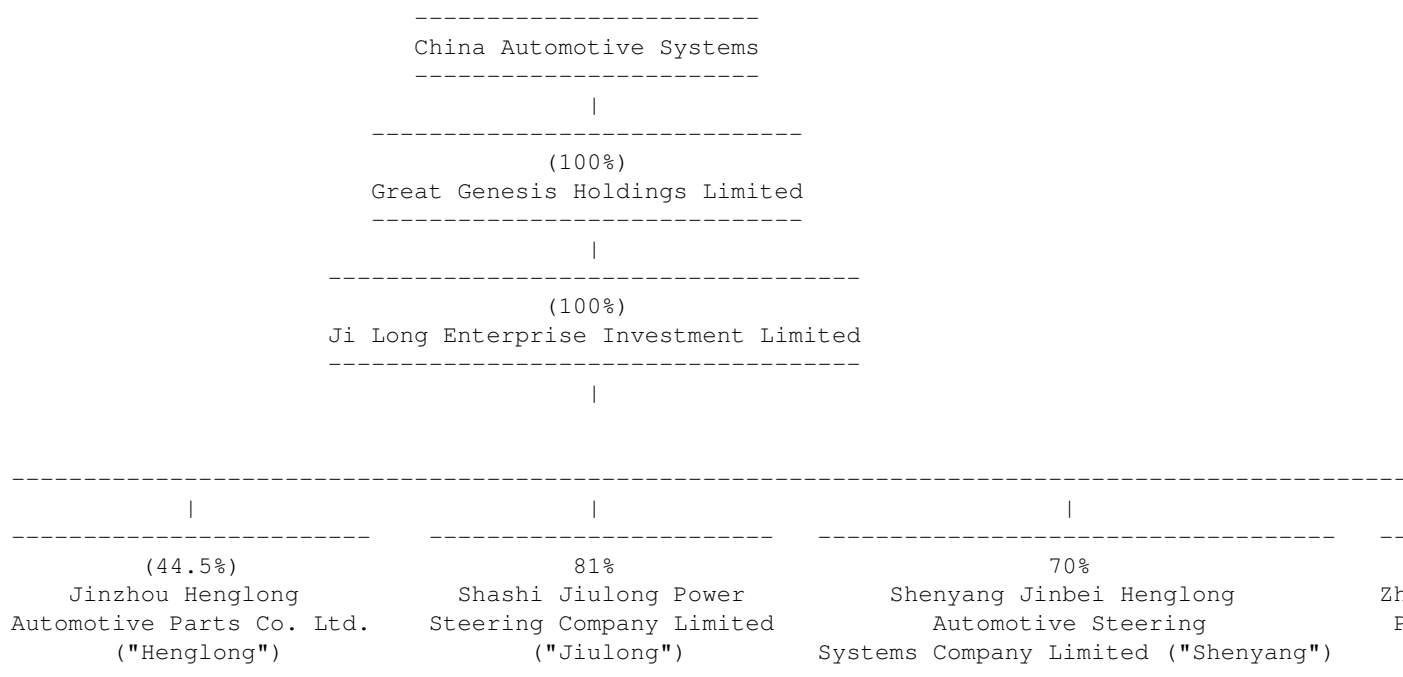 China Automotive Systems
(100%)
Great Genesis Holdings Limited
(100%)
Ji Long Enterprise Investment Limited
(44.5%) 81% 70%
Jinzhou Henglong Shashi Jiulong Power Shenyang Jinbei Henglong
Automotive Parts Co. Ltd. Steering Company Limited Automotive Steering
("Henglong") ("Jiulong") Systems Company Limited ("Shenyang")